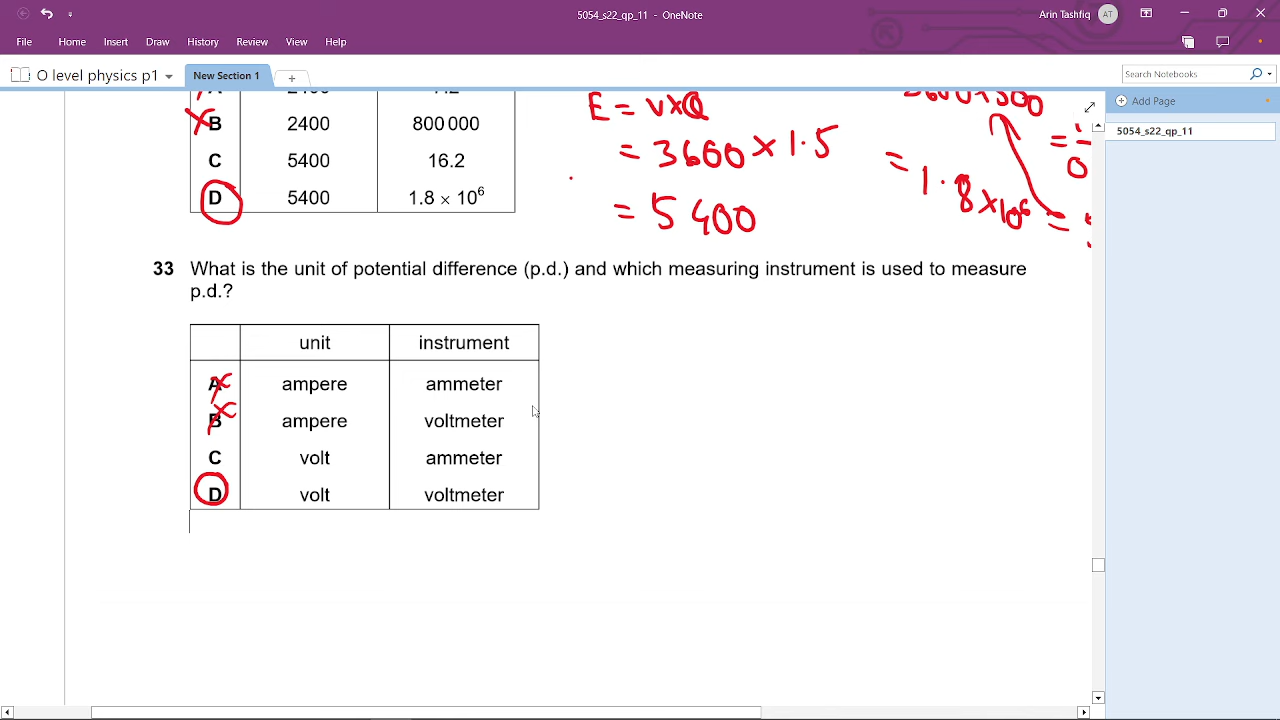 5054_s22_qp_11 - OneNote
Arin Tashfiq AT
File Home Insert Draw History Review View Help
O level physics p1 New Section 1 +
Search Notebooks
Add Page
5054_s22_qp_11
B 2400 800 000
C 5400 16.2
D 5400 1.8 × 10⁶
E = V×Q
= 3600 × 1.5
= 5400
= 1.8×10⁶
33 What is the unit of potential difference (p.d.) and which measuring instrument is used to measure
p.d.?
unit instrument
A ampere ammeter
B ampere voltmeter
C volt ammeter
D volt voltmeter